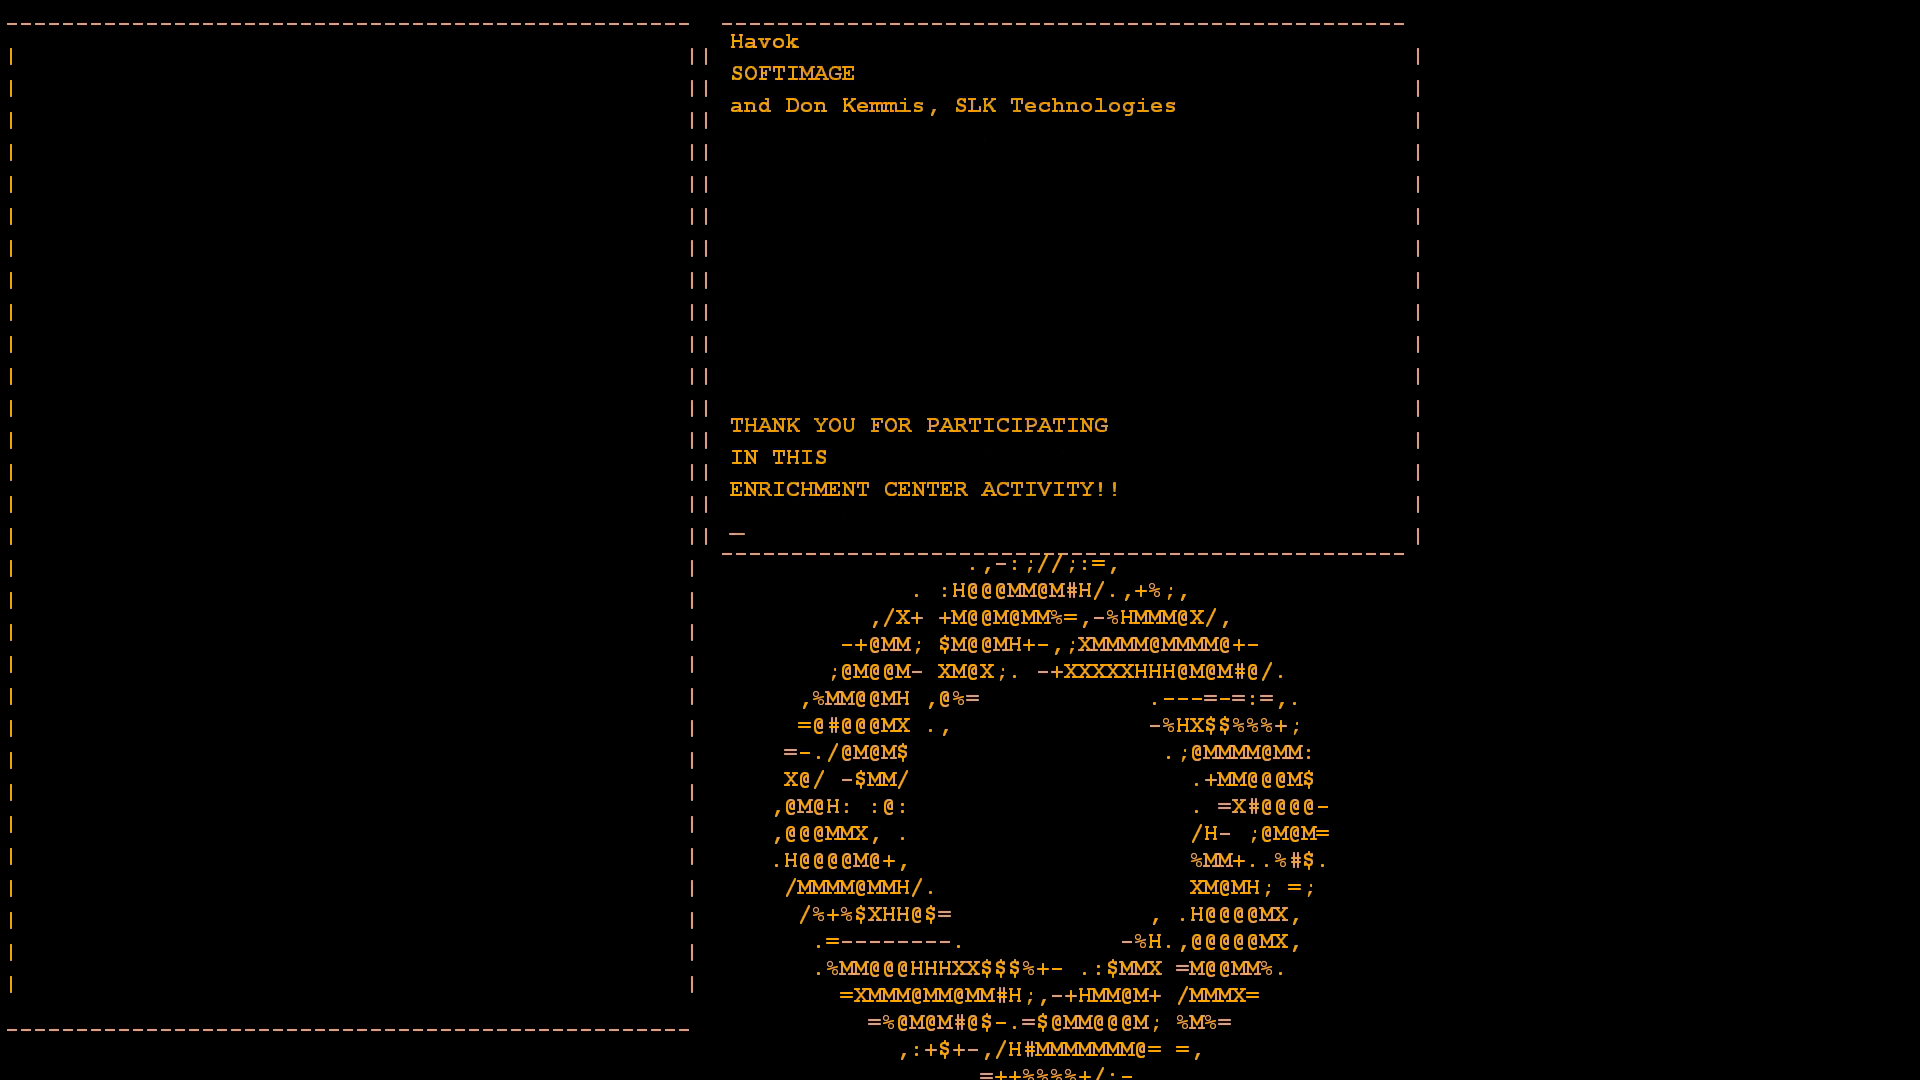 Havok
SOFTIMAGE
and Don Kemmis, SLK Technologies
THANK YOU FOR PARTICIPATING
IN THIS
ENRICHMENT CENTER ACTIVITY!!